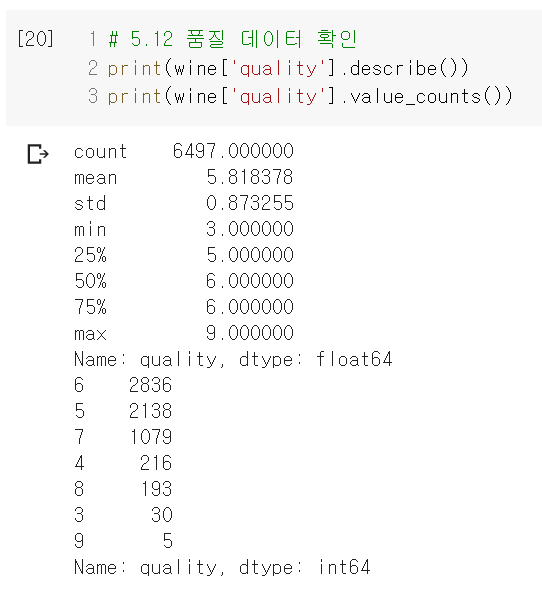 [20] 1 # 5.12 품질 데이터 확인
2 print(wine['quality'].describe())
3 print(wine['quality'].value_counts())
count 6497.000000
mean 5.818378
std 0.873255
min 3.000000
25% 5.000000
50% 6.000000
75% 6.000000
max 9.000000
Name: quality, dtype: float64
6 2836
5 2138
7 1079
4 216
8 193
3 30
9 5
Name: quality, dtype: int64